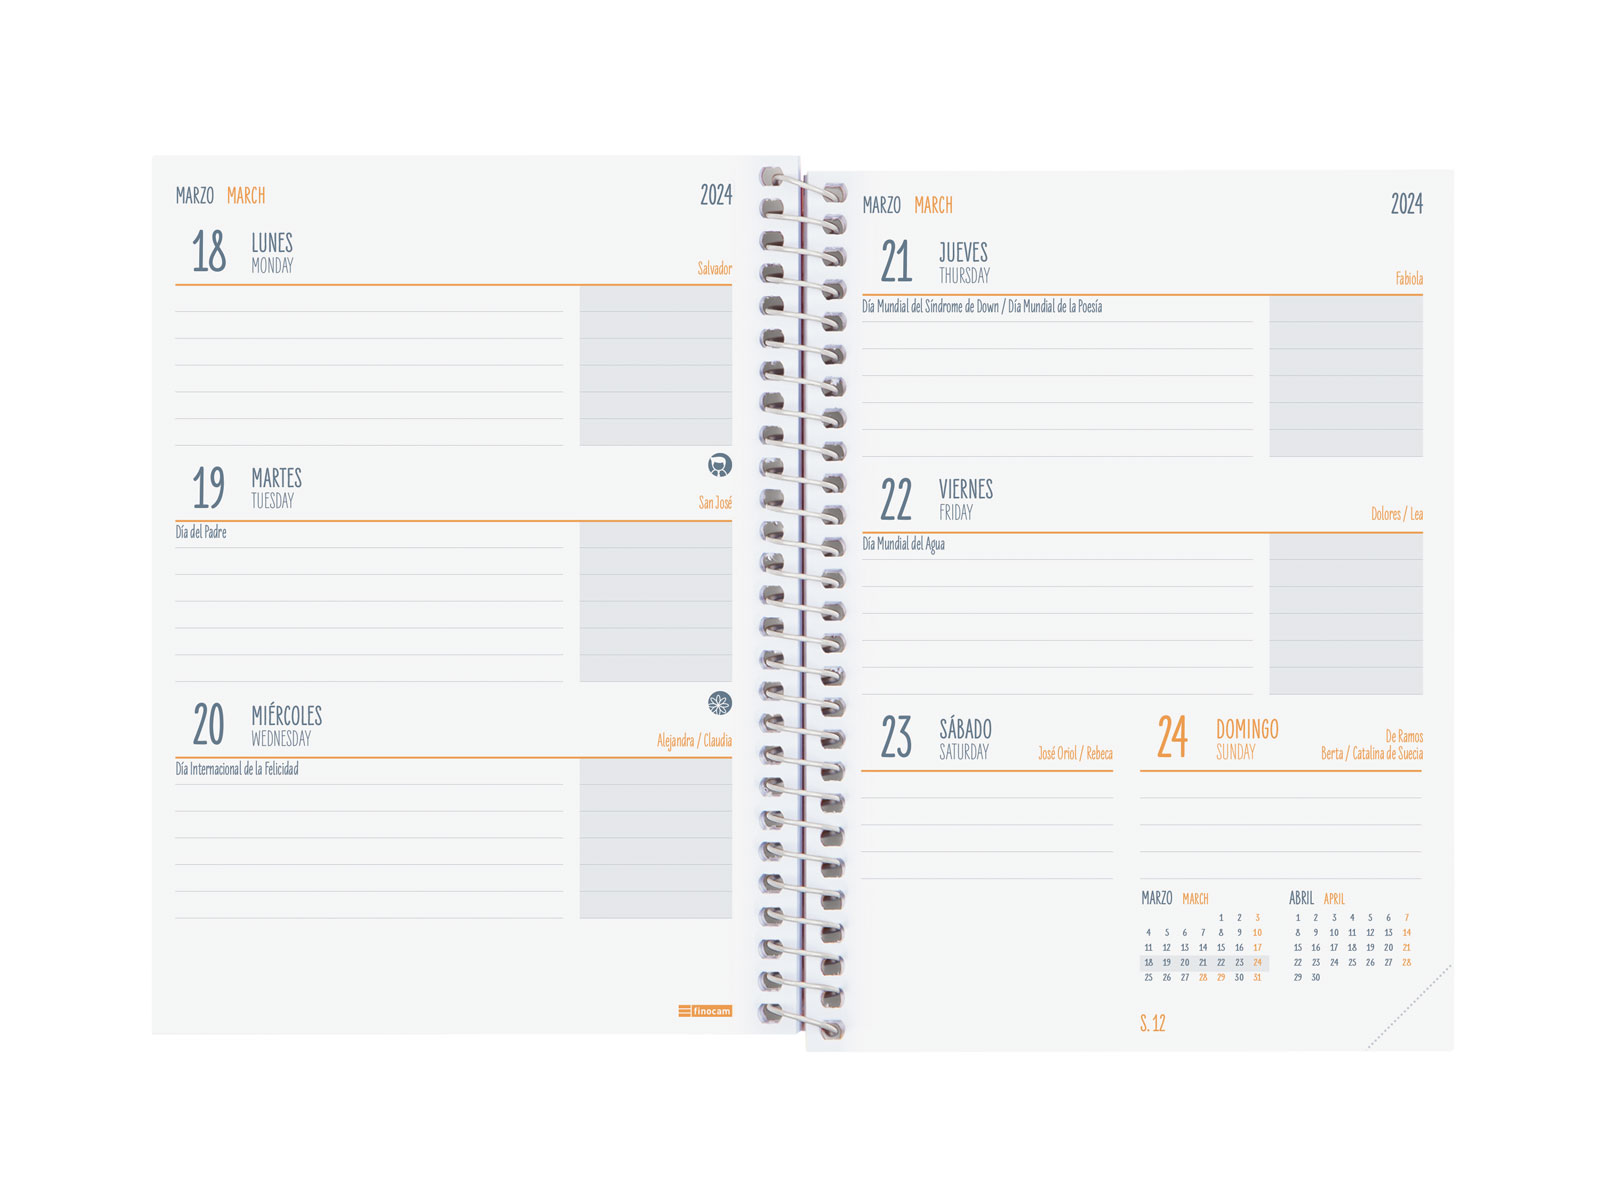 MARZO MARCH 2024
18 LUNES
MONDAY
Salvador
19 MARTES
TUESDAY
San José
Día del Padre
20 MIÉRCOLES
WEDNESDAY
Alejandra / Claudia
Día Internacional de la Felicidad
finocam
MARZO MARCH 2024
21 JUEVES
THURSDAY
Fabiola
Día Mundial del Síndrome de Down / Día Mundial de la Poesía
22 VIERNES
FRIDAY
Dolores / Lea
Día Mundial del Agua
23 SÁBADO
SATURDAY
José Oriol / Rebeca
24 DOMINGO
SUNDAY
De Ramos
Berta / Catalina de Suecia
MARZO MARCH
1 2 3
4 5 6 7 8 9 10
11 12 13 14 15 16 17
18 19 20 21 22 23 24
25 26 27 28 29 30 31
ABRIL APRIL
1 2 3 4 5 6 7
8 9 10 11 12 13 14
15 16 17 18 19 20 21
22 23 24 25 26 27 28
29 30
S. 12